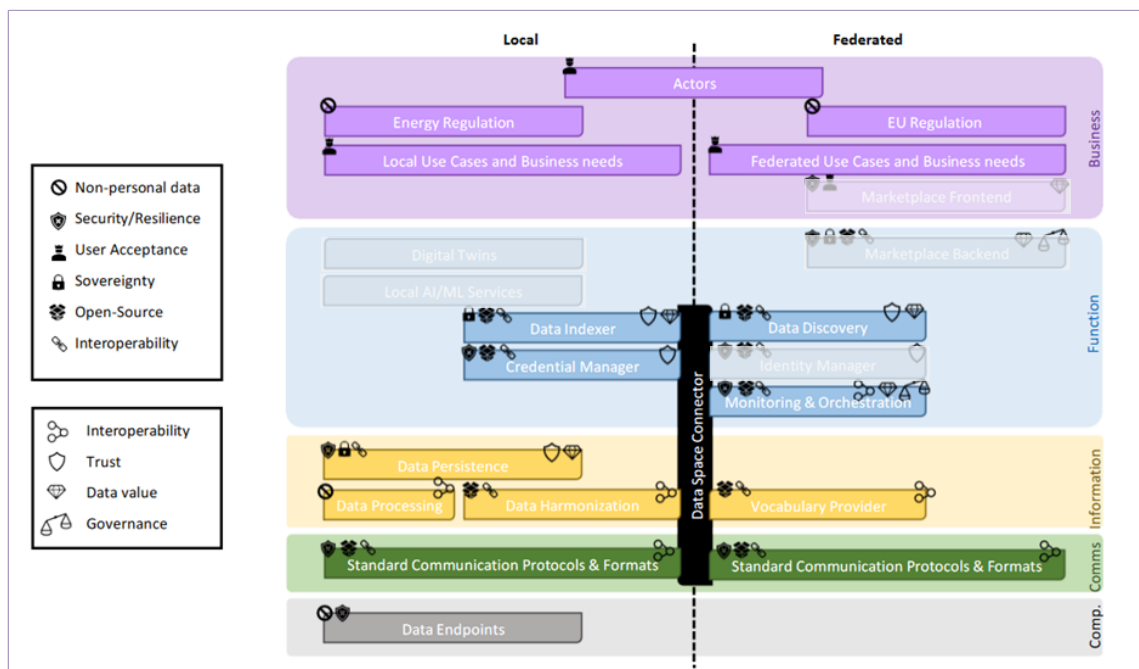 Local
Federated
Actors
Energy Regulation
EU Regulation
Local Use Cases and Business needs
Federated Use Cases and Business needs
Marketplace Frontend
Business
Non-personal data
Security/Resilience
User Acceptance
Sovereignty
Open-Source
Interoperability
Digital Twins
Marketplace Backend
Local AI/ML Services
Data Indexer
Data Discovery
Credential Manager
Identity Manager
Monitoring & Orchestration
Function
Data Space Connector
Interoperability
Trust
Data value
Governance
Data Persistence
Data Processing
Data Harmonization
Vocabulary Provider
Information
Standard Communication Protocols & Formats
Standard Communication Protocols & Formats
Comms
Data Endpoints
Comp.